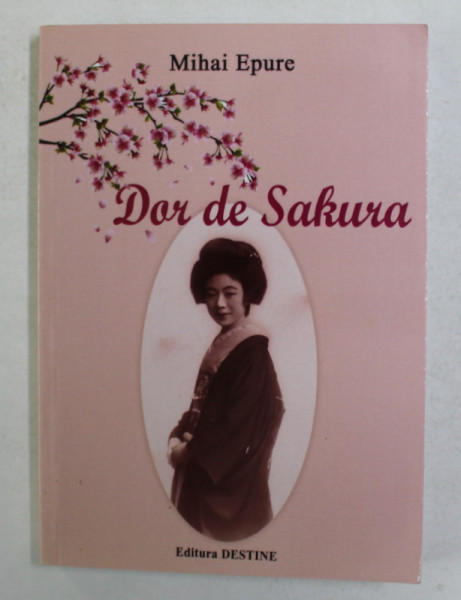 Mihai Epure
Dor de Sakura
Editura DESTINE